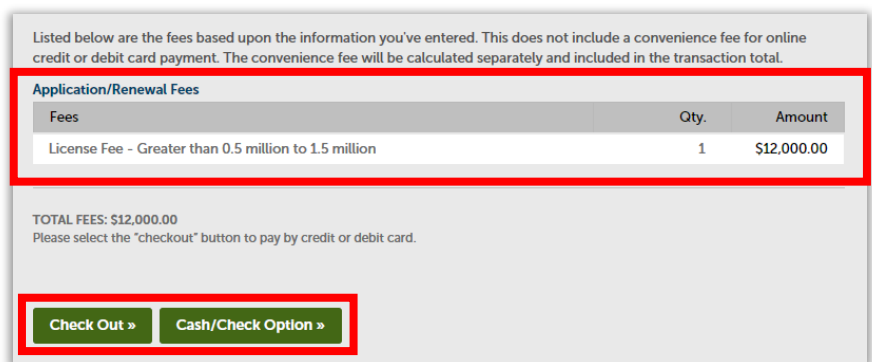 Listed below are the fees based upon the information you've entered. This does not include a convenience fee for online
credit or debit card payment. The convenience fee will be calculated separately and included in the transaction total.
Application/Renewal Fees
Fees Qty. Amount
License Fee - Greater than 0.5 million to 1.5 million 1 $12,000.00
TOTAL FEES: $12,000.00
Please select the "checkout" button to pay by credit or debit card.
Check Out » Cash/Check Option »